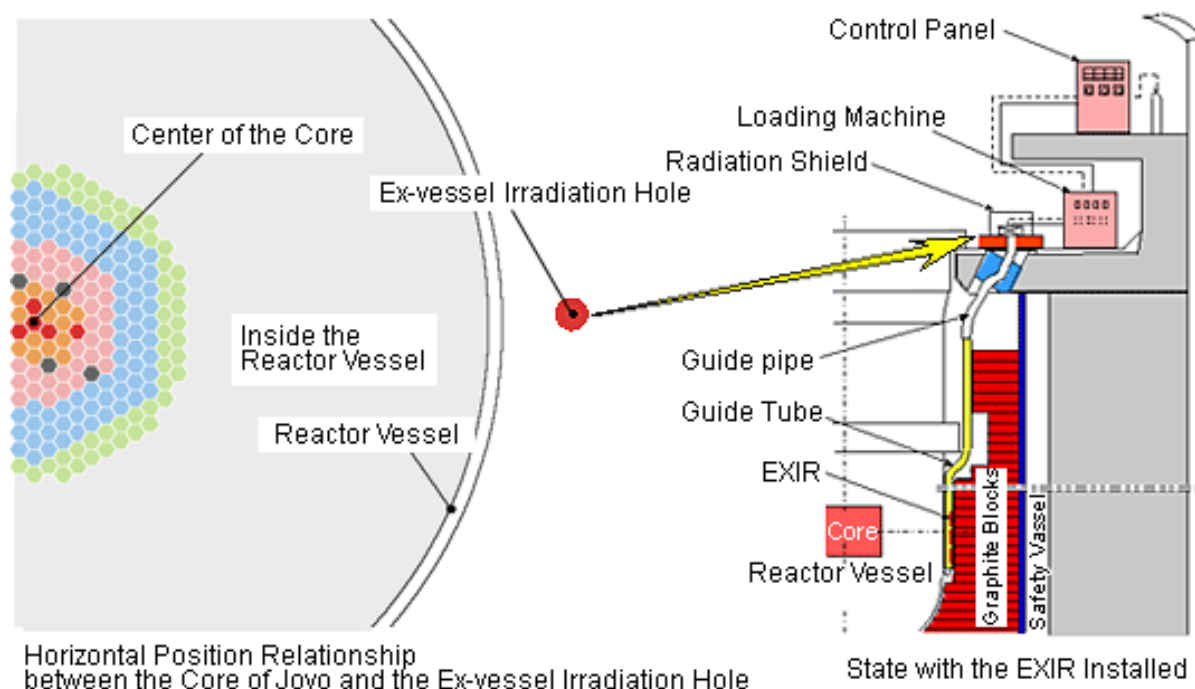 Control Panel
Center of the Core
Loading Machine
Radiation Shield
Ex-vessel Irradiation Hole
Inside the
Reactor Vessel
Guide pipe
Guide Tube
Reactor Vessel
EXIR
Core
Reactor Vessel
Graphite Blocks
Safety Vassel
Horizontal Position Relationship
between the Core of Joyo and the Ex-vessel Irradiation Hole
State with the EXIR Installed